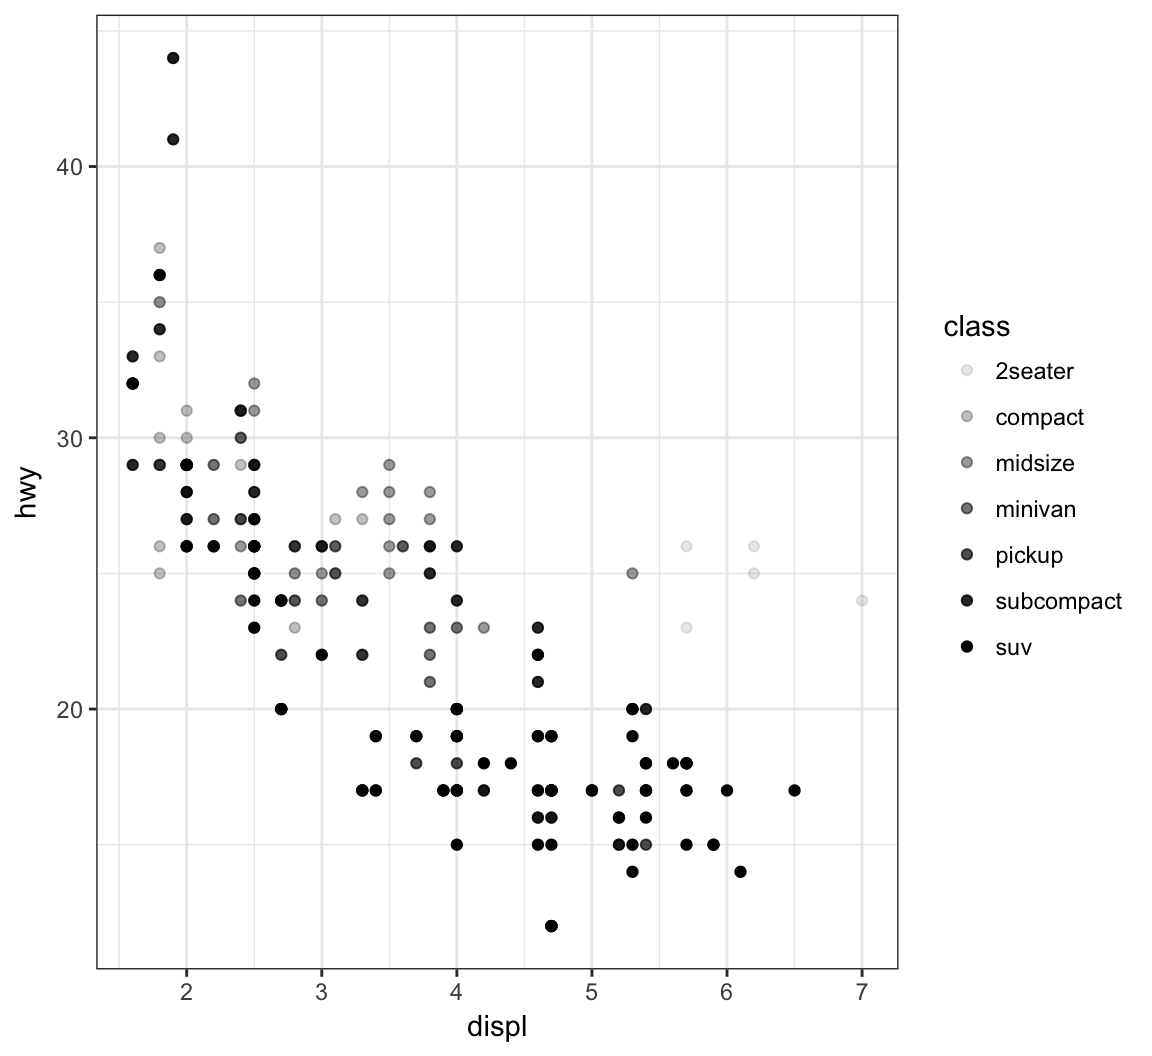 40
30
20
hwy
2 3 4 5 6 7
displ
class
2seater
compact
midsize
minivan
pickup
subcompact
suv